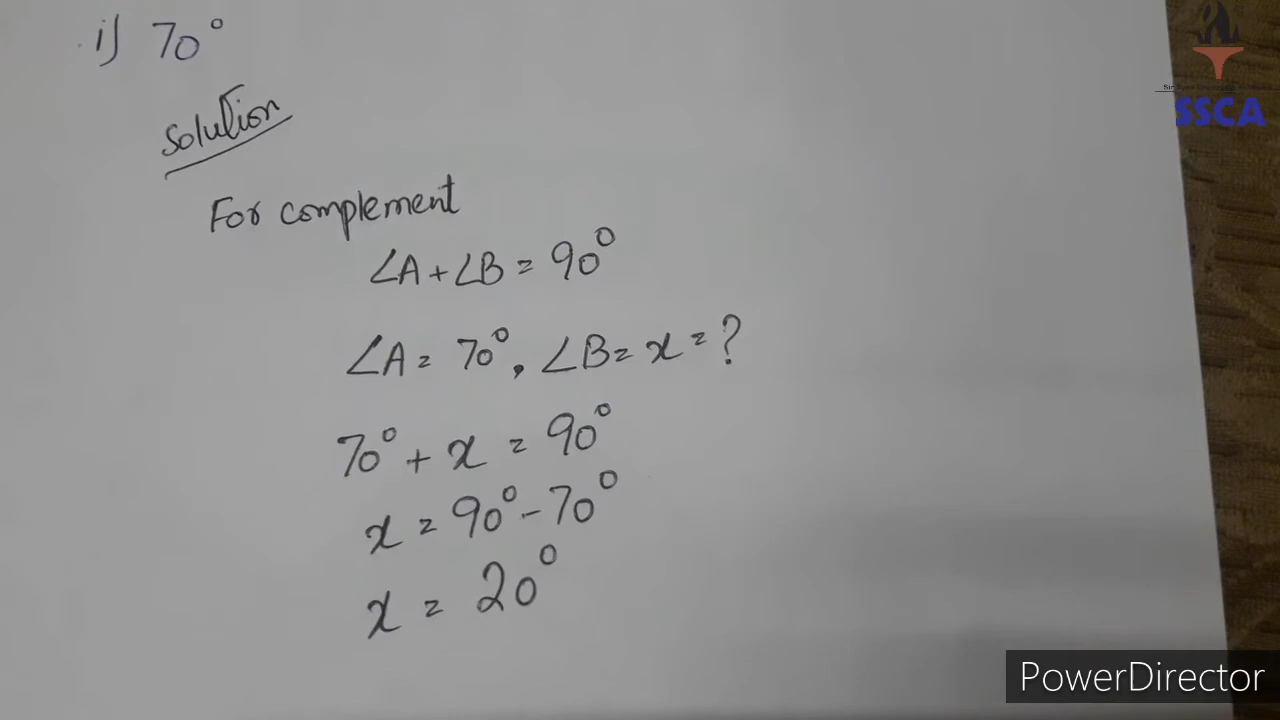 i) 70°
Solution
For complement
∠A + ∠B = 90°
∠A = 70°, ∠B = x = ?
70° + x = 90°
x = 90° - 70°
x = 20°
SSCA
PowerDirector